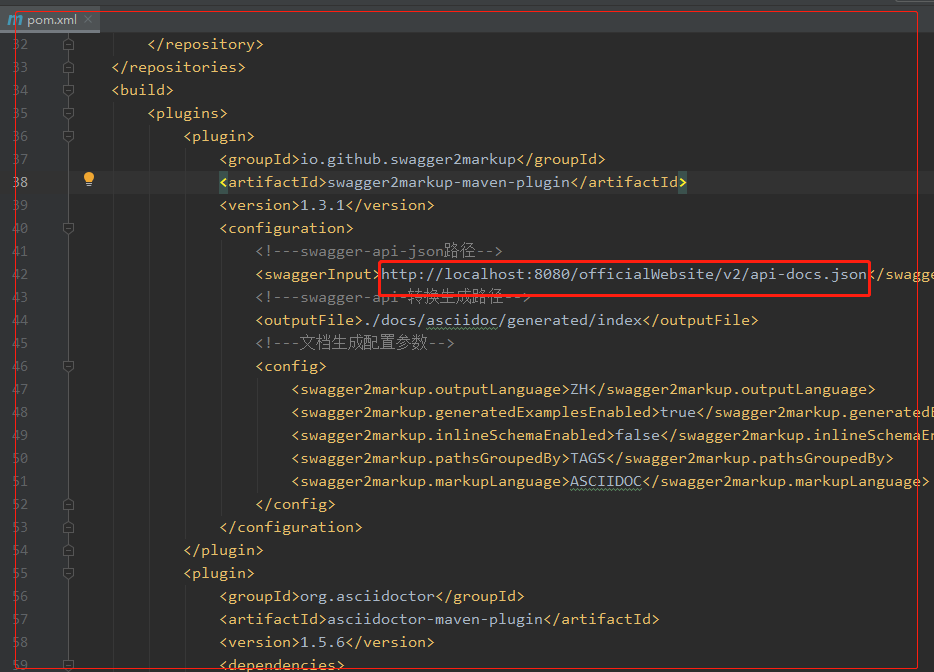 m pom.xml ×
32 </repository>
33 </repositories>
34 <build>
35 <plugins>
36 <plugin>
37 <groupId>io.github.swagger2markup</groupId>
38 <artifactId>swagger2markup-maven-plugin</artifactId>
39 <version>1.3.1</version>
40 <configuration>
41 <!---swagger-api-json路径-->
42 <swaggerInput>http://localhost:8080/officialWebsite/v2/api-docs.json</swagge
43 <!---swagger-api-转换生成路径-->
44 <outputFile>./docs/asciidoc/generated/index</outputFile>
45 <!---文档生成配置参数-->
46 <config>
47 <swagger2markup.outputLanguage>ZH</swagger2markup.outputLanguage>
48 <swagger2markup.generatedExamplesEnabled>true</swagger2markup.generatedE
49 <swagger2markup.inlineSchemaEnabled>false</swagger2markup.inlineSchemaEn
50 <swagger2markup.pathsGroupedBy>TAGS</swagger2markup.pathsGroupedBy>
51 <swagger2markup.markupLanguage>ASCIIDOC</swagger2markup.markupLanguage>
52 </config>
53 </configuration>
54 </plugin>
55 <plugin>
56 <groupId>org.asciidoctor</groupId>
57 <artifactId>asciidoctor-maven-plugin</artifactId>
58 <version>1.5.6</version>
59 <dependencies>